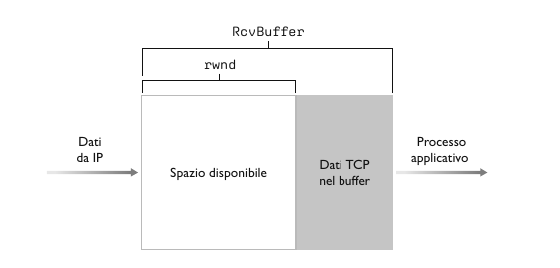 RcvBuffer
rwnd
Dati
da IP
Spazio disponibile
Dati TCP
nel buffer
Processo
applicativo